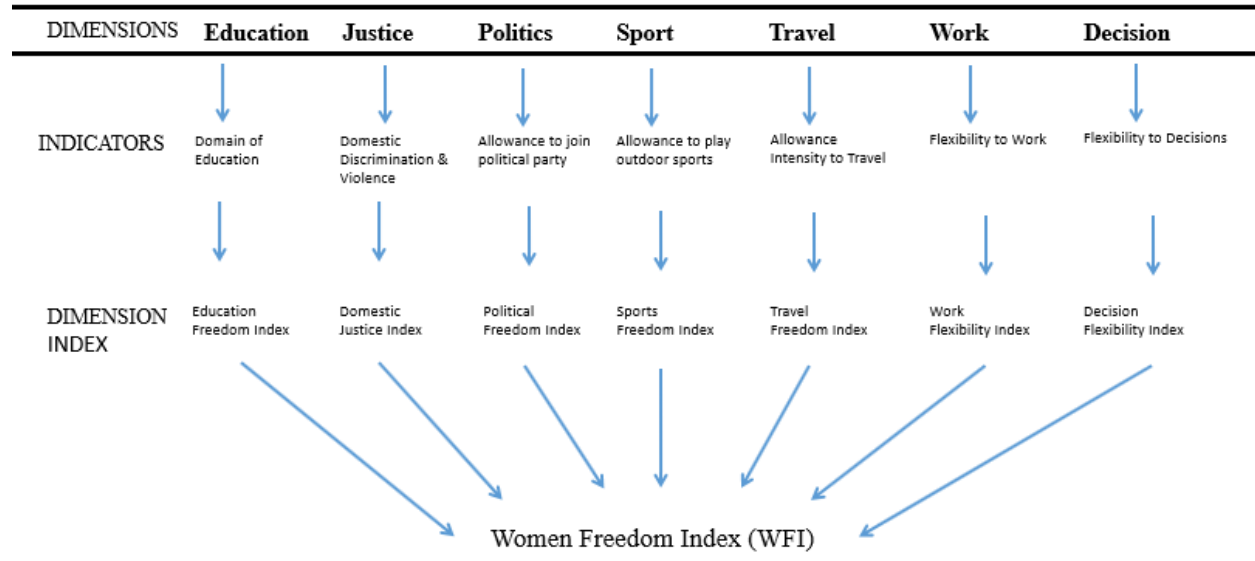 DIMENSIONS Education Justice Politics Sport Travel Work Decision
INDICATORS
Domain of
Education
Domestic
Discrimination &
Violence
Allowance to join
political party
Allowance to play
outdoor sports
Allowance
Intensity to Travel
Flexibility to Work
Flexibility to Decisions
DIMENSION
INDEX
Education
Freedom Index
Domestic
Justice Index
Political
Freedom Index
Sports
Freedom Index
Travel
Freedom Index
Work
Flexibility Index
Decision
Flexibility Index
Women Freedom Index (WFI)